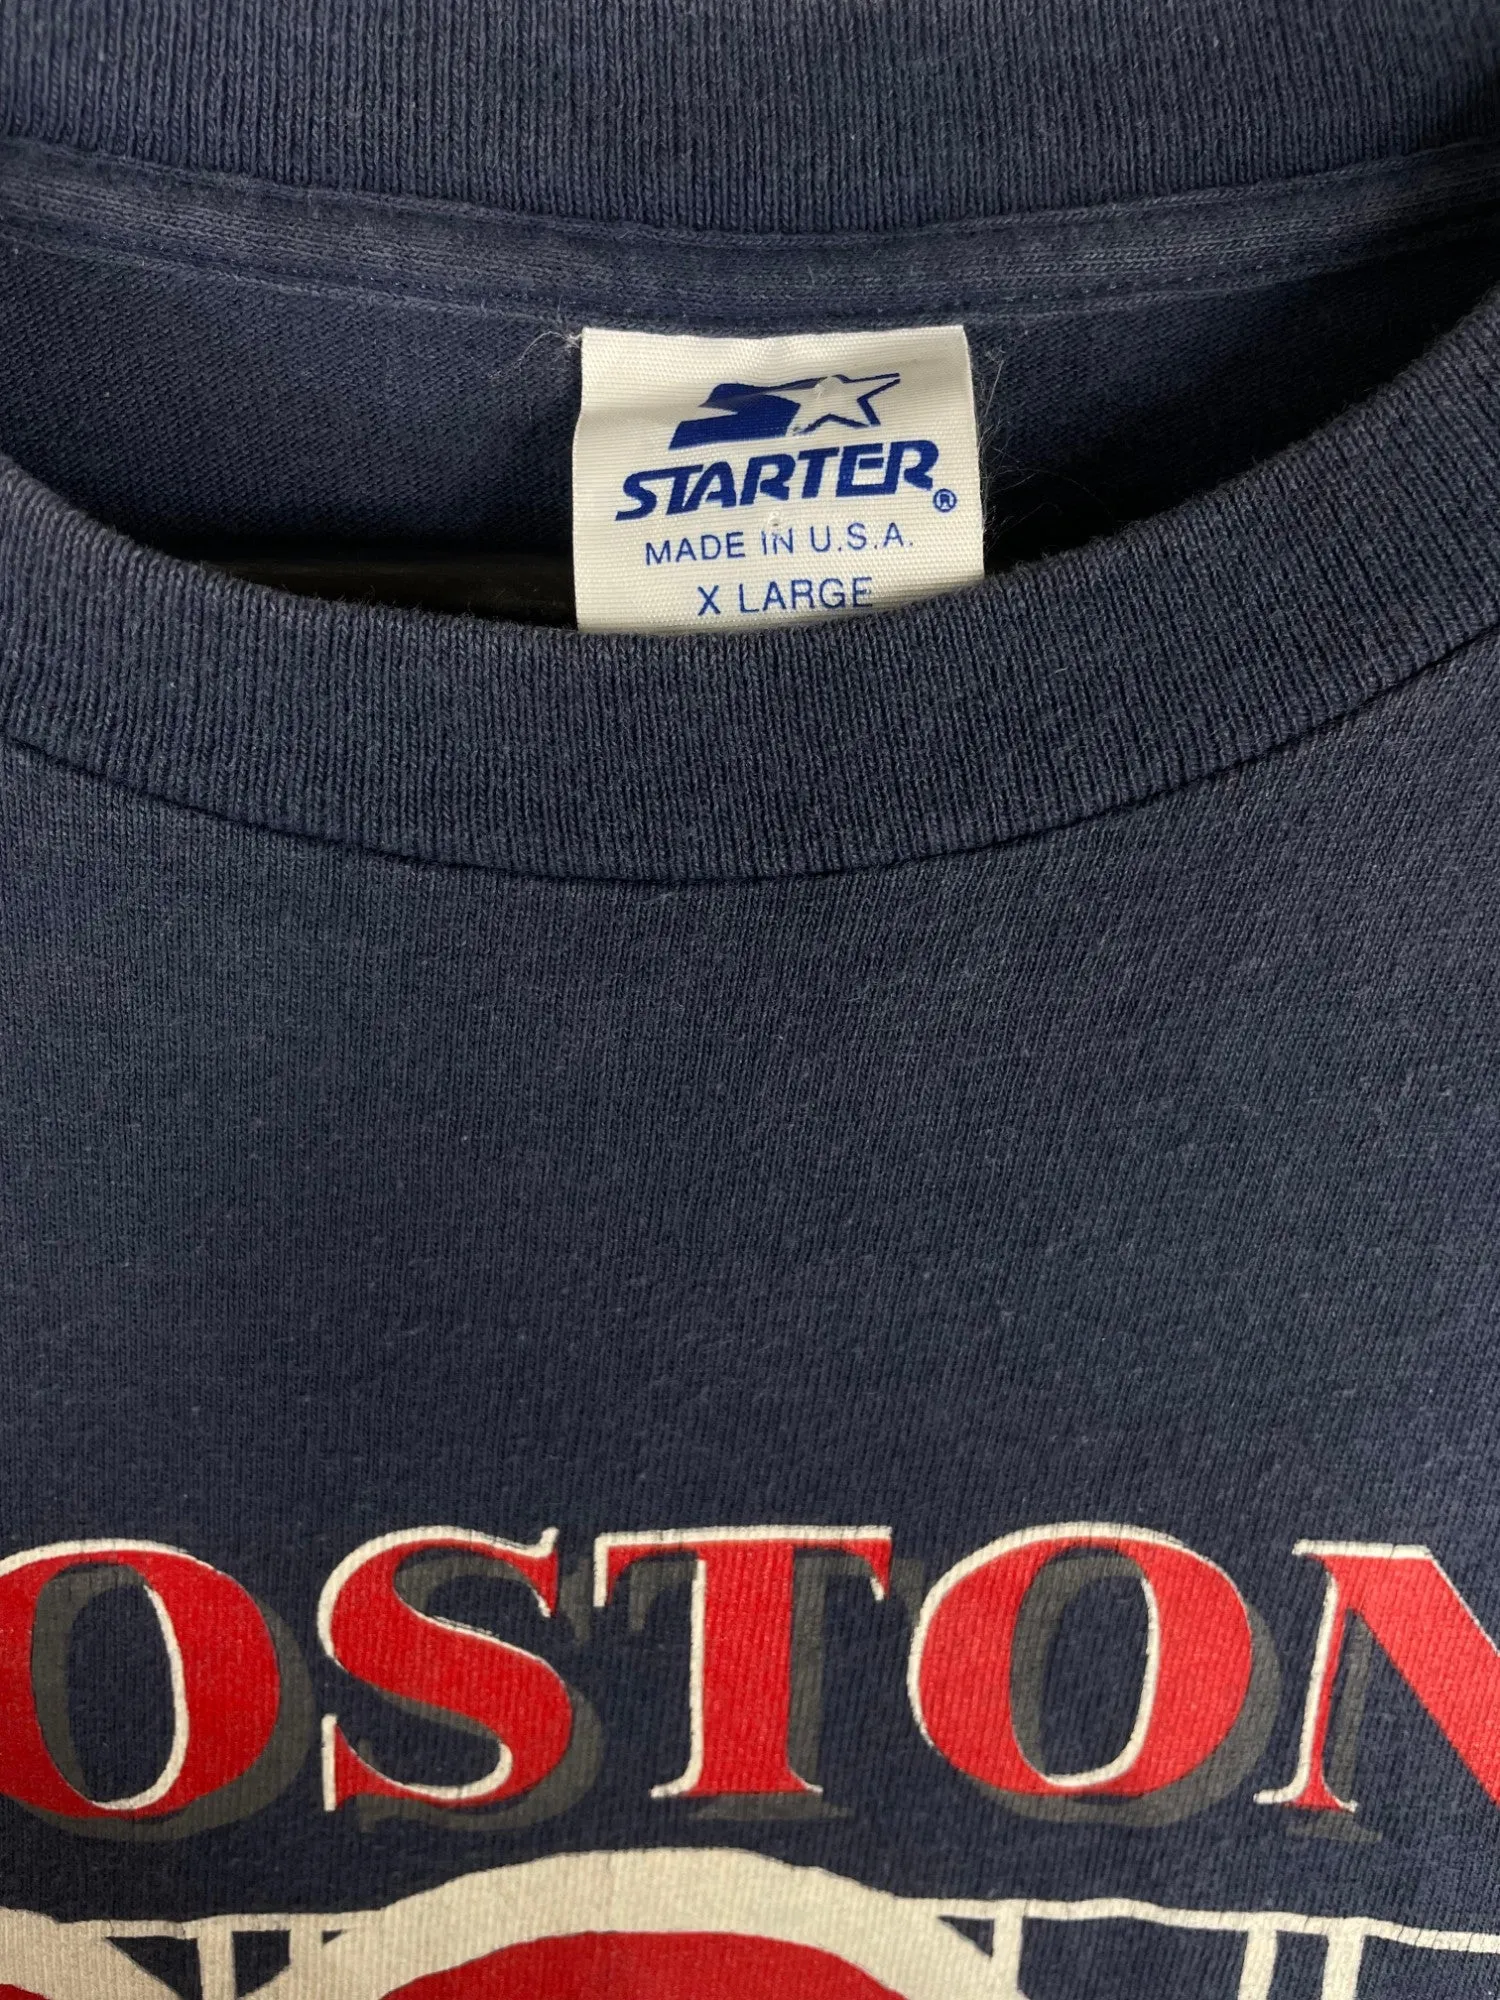 STARTER®
MADE IN U.S.A.
X LARGE
OSTON